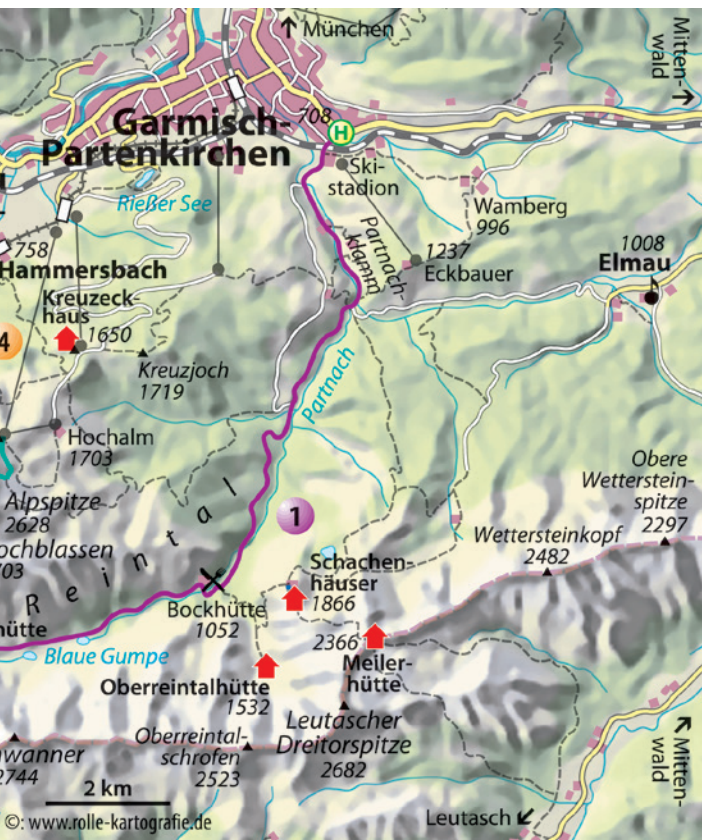 München
Mitten-
wald
708
H
Garmisch-
Partenkirchen
Ski-
stadion
Rießer See
Wamberg
996
Partnach-
klamm
758
1237
Eckbauer
1008
Elmau
Hammersbach
Kreuzeck-
haus
1650
4
Kreuzjoch
1719
Partnach
Hochalm
1703
Obere
Wetterstein-
spitze
2297
Alpspitze
2628
1
Wettersteinkopf
2482
ochblassen
703
Reintal
Schachen-
häuser
1866
Bockhütte
1052
hütte
2366
Meiler-
hütte
Blaue Gumpe
Oberreintalhütte
1532
Leutascher
Dreitorspitze
2682
Oberreintal-
schrofen
2523
hwanner
2744
Mitten-
wald
2 km
Leutasch
©: www.rolle-kartografie.de